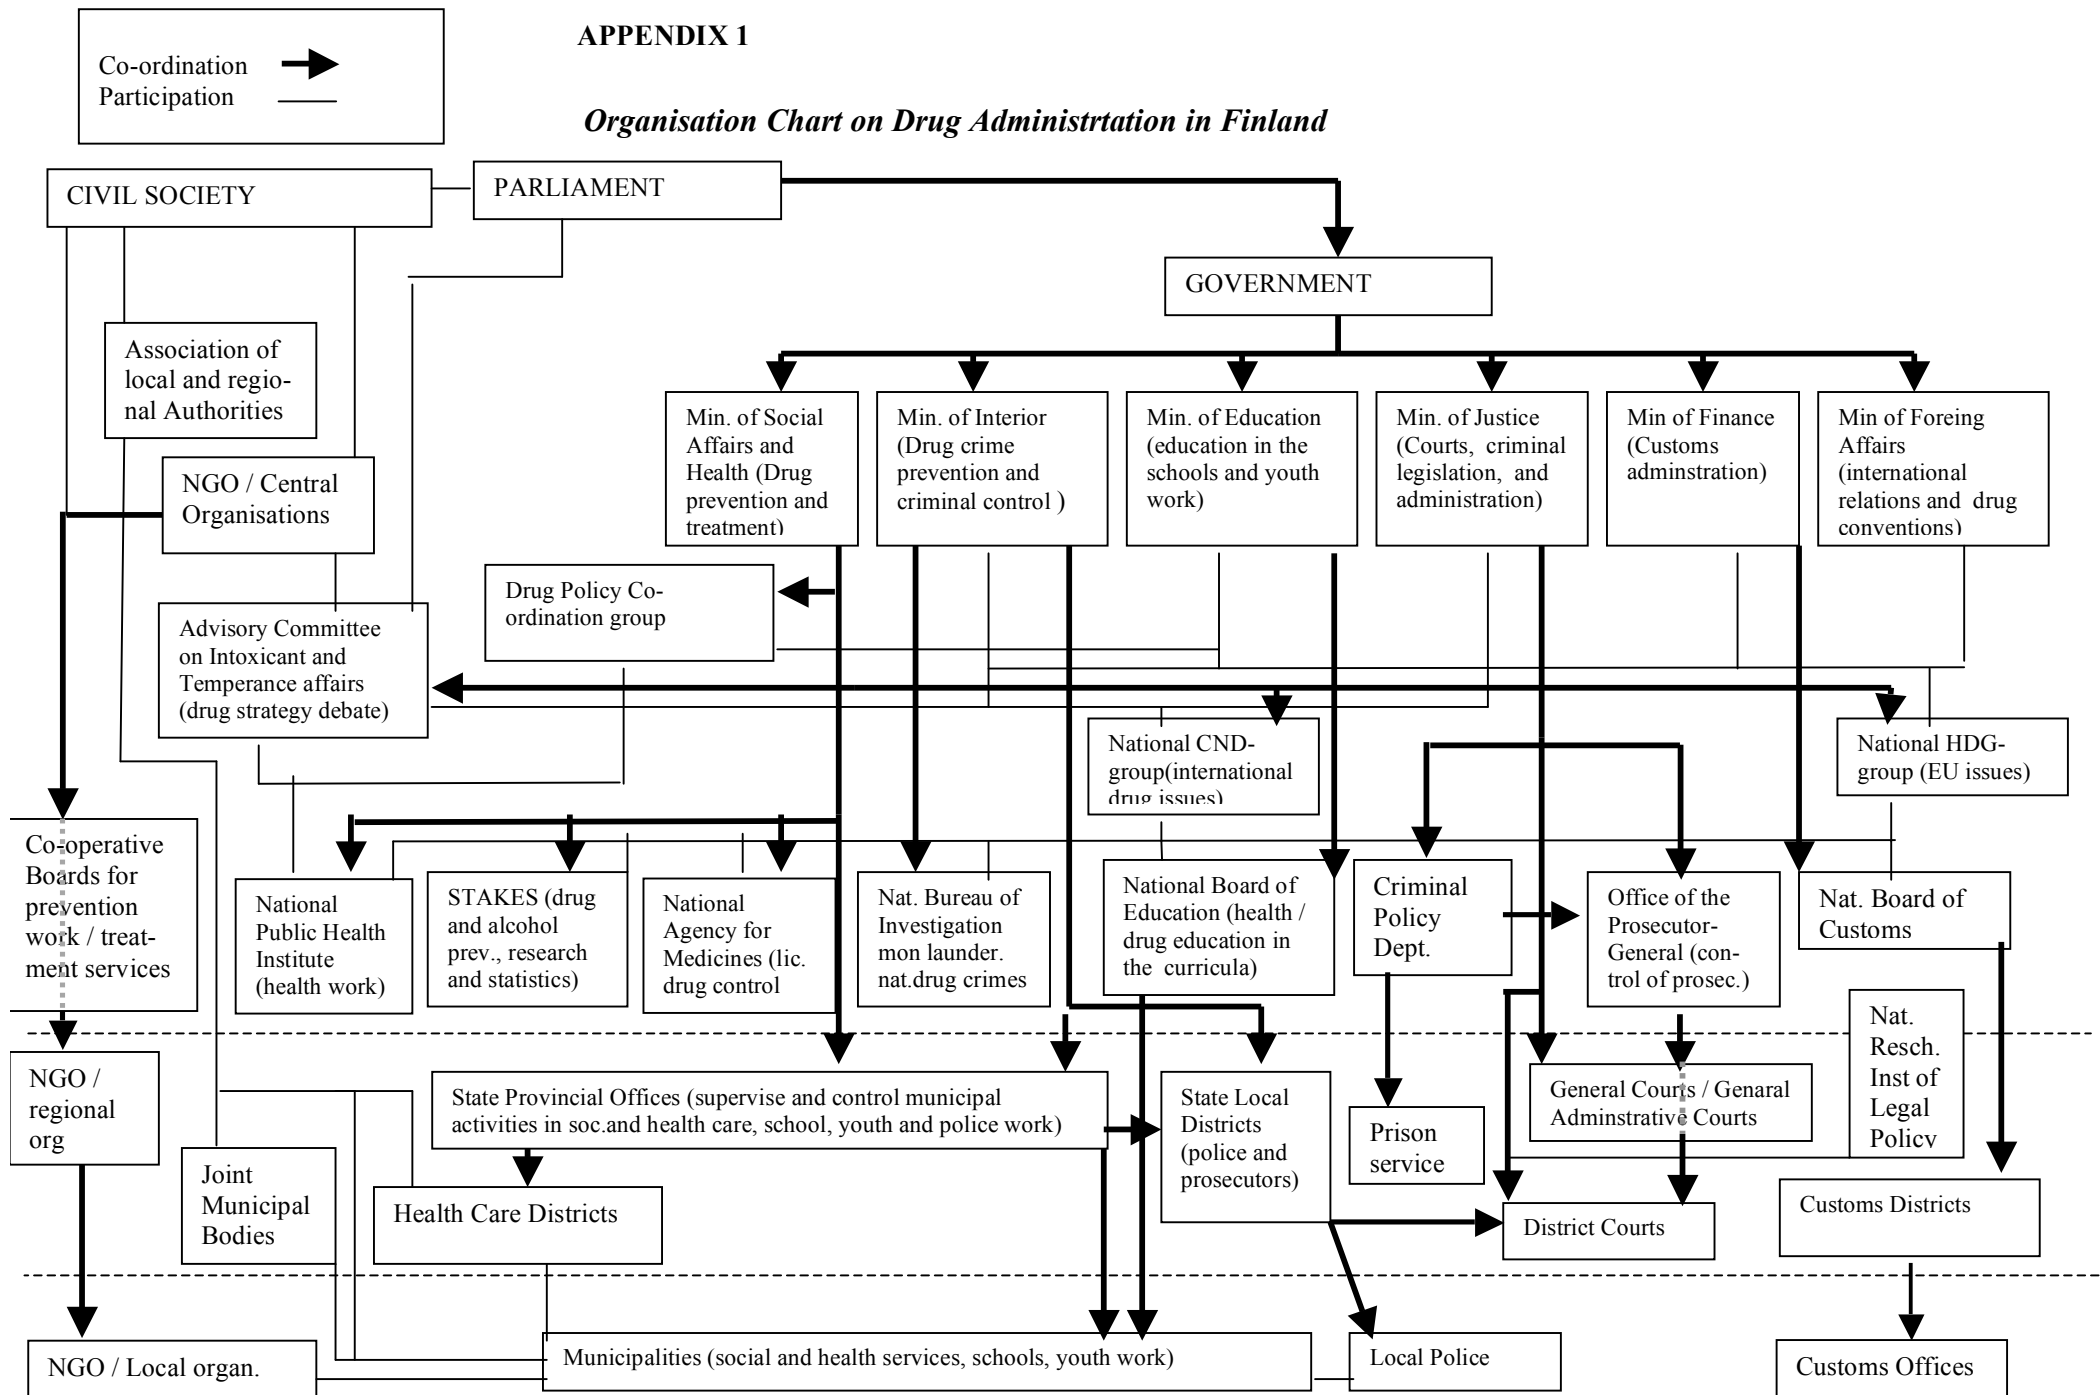 APPENDIX 1
Co-ordination
Participation
Organisation Chart on Drug Administrtation in Finland
CIVIL SOCIETY
PARLIAMENT
GOVERNMENT
Association of
local and regio-
nal Authorities
NGO / Central
Organisations
Min. of Social
Affairs and
Health (Drug
prevention and
treatment)
Min. of Interior
(Drug crime
prevention and
criminal control )
Min. of Education
(education in the
schools and youth
work)
Min. of Justice
(Courts, criminal
legislation, and
administration)
Min of Finance
(Customs
adminstration)
Min of Foreing
Affairs
(international
relations and drug
conventions)
Drug Policy Co-
ordination group
Advisory Committee
on Intoxicant and
Temperance affairs
(drug strategy debate)
National CND-
group(international
drug issues)
National HDG-
group (EU issues)
Co-operative
Boards for
prevention
work / treat-
ment services
National
Public Health
Institute
(health work)
STAKES (drug
and alcohol
prev., research
and statistics)
National
Agency for
Medicines (lic.
drug control
Nat. Bureau of
Investigation
mon launder.
nat.drug crimes
National Board of
Education (health /
drug education in
the curricula)
Criminal
Policy
Dept.
Office of the
Prosecutor-
General (con-
trol of prosec.)
Nat. Board of
Customs
Nat.
Resch.
Inst of
Legal
Policy
NGO /
regional
org
State Provincial Offices (supervise and control municipal
activities in soc.and health care, school, youth and police work)
State Local
Districts
(police and
prosecutors)
Prison
service
General Courts / Genaral
Adminstrative Courts
Joint
Municipal
Bodies
Health Care Districts
District Courts
Customs Districts
NGO / Local organ.
Municipalities (social and health services, schools, youth work)
Local Police
Customs Offices